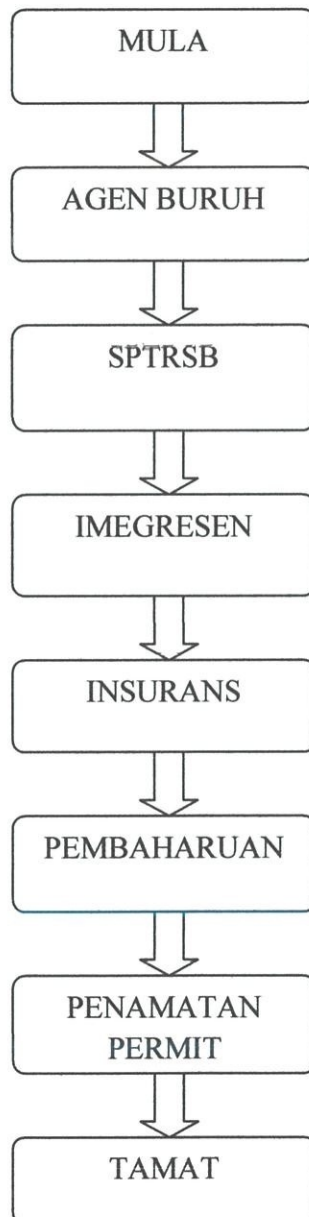 MULA
AGEN BURUH
SPTRSB
IMEGRESEN
INSURANS
PEMBAHARUAN
PENAMATAN
PERMIT
TAMAT